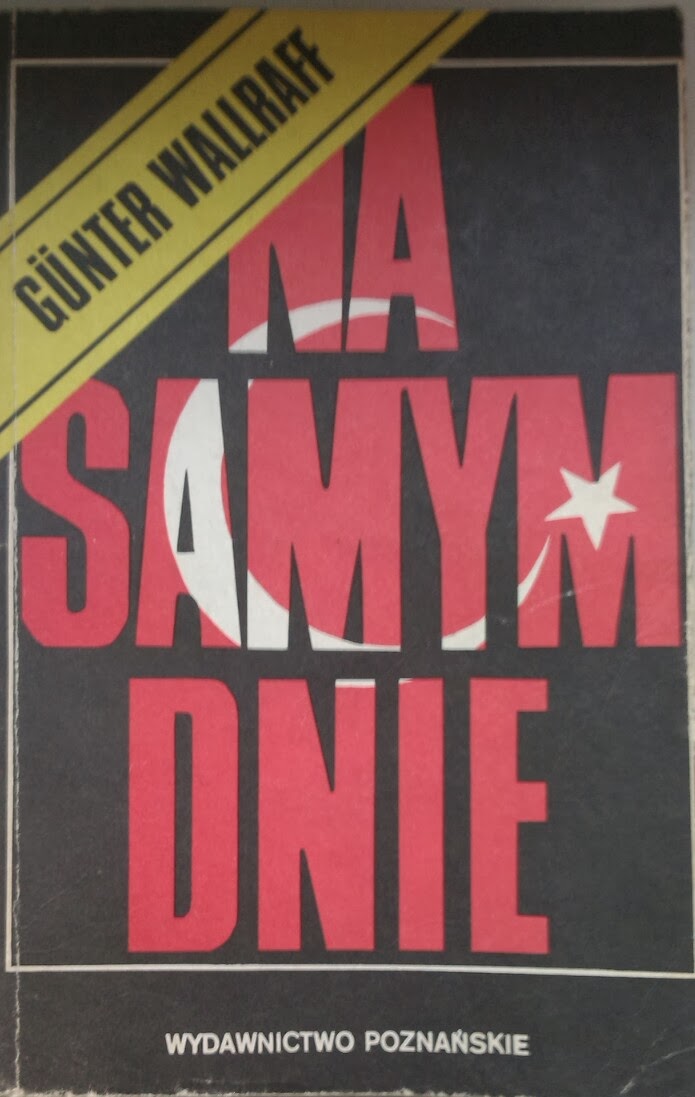 GÜNTER WALLRAFF
NA
SAMYM
DNIE
WYDAWNICTWO POZNAŃSKIE